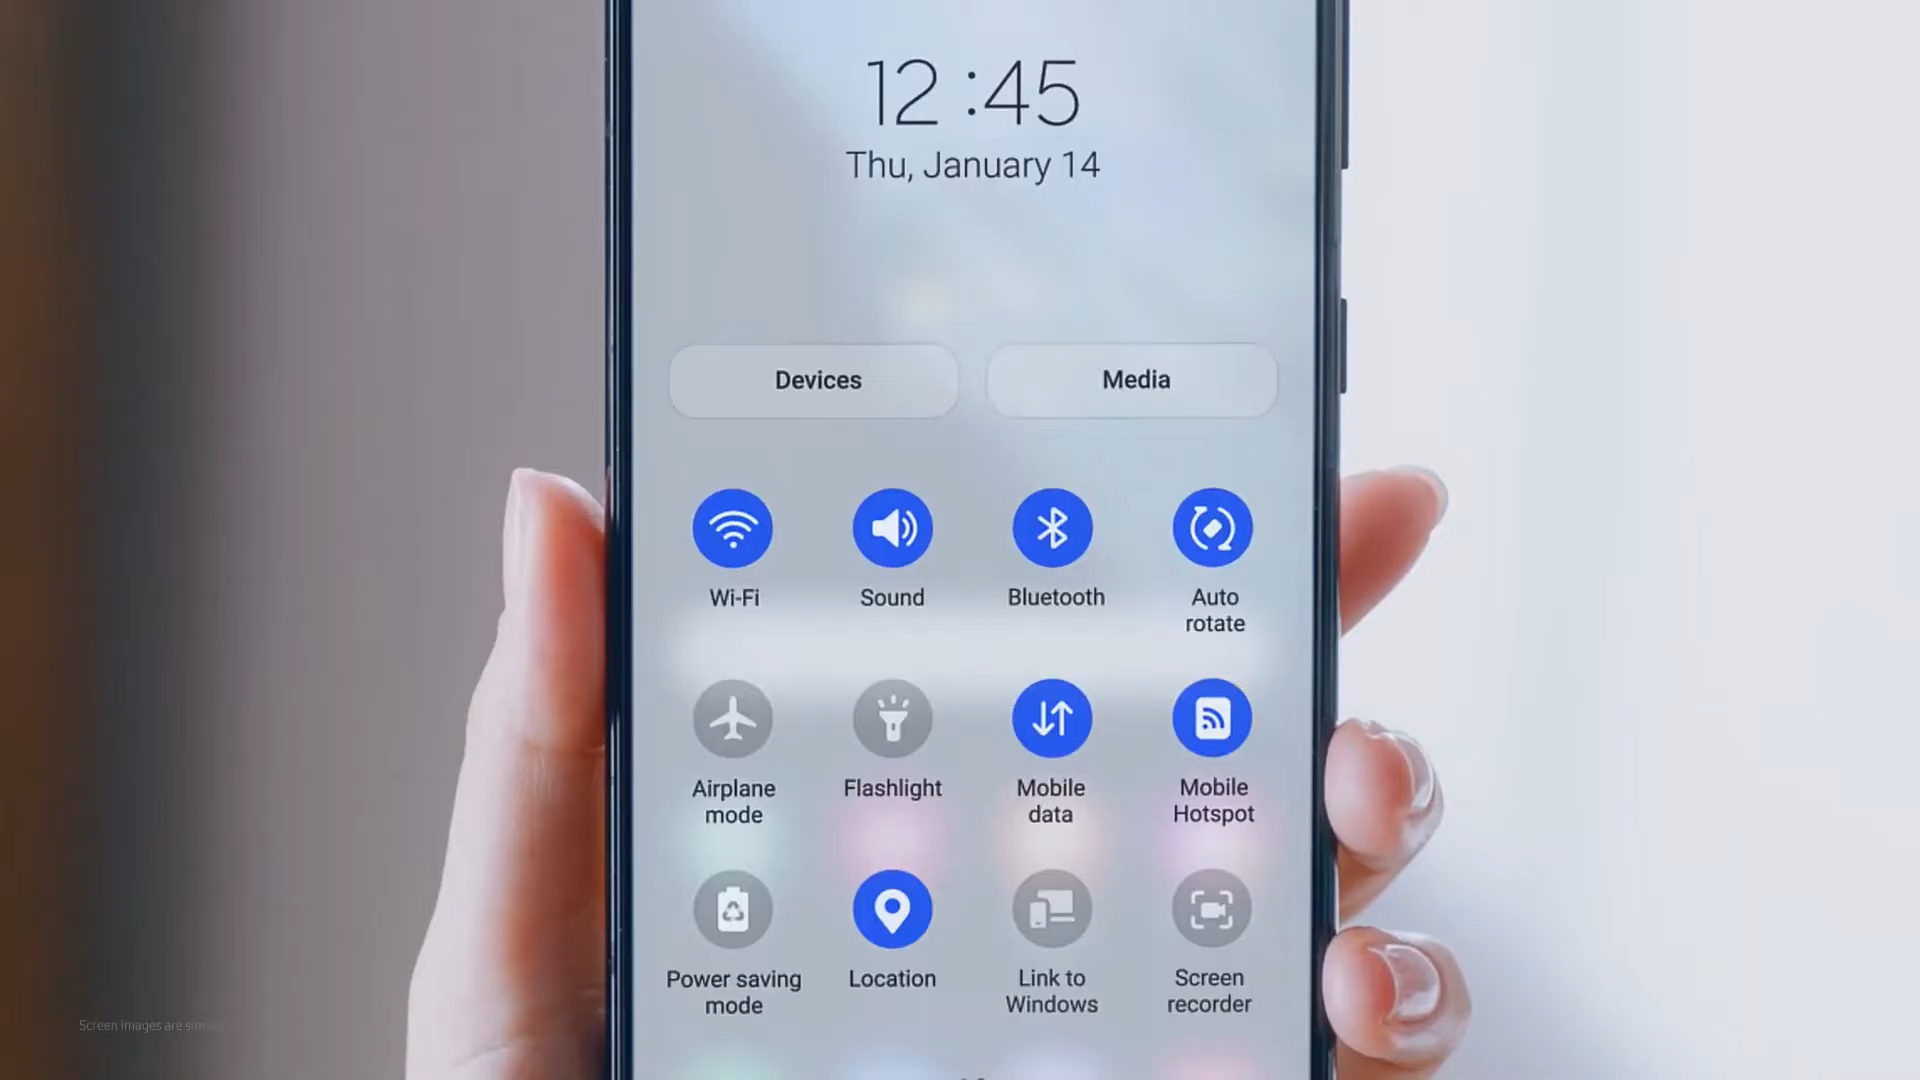 12:45
Thu, January 14
Devices
Media
Wi-Fi
Sound
Bluetooth
Auto
rotate
Airplane
mode
Flashlight
Mobile
data
Mobile
Hotspot
Power saving
mode
Location
Link to
Windows
Screen
recorder
Screen images are